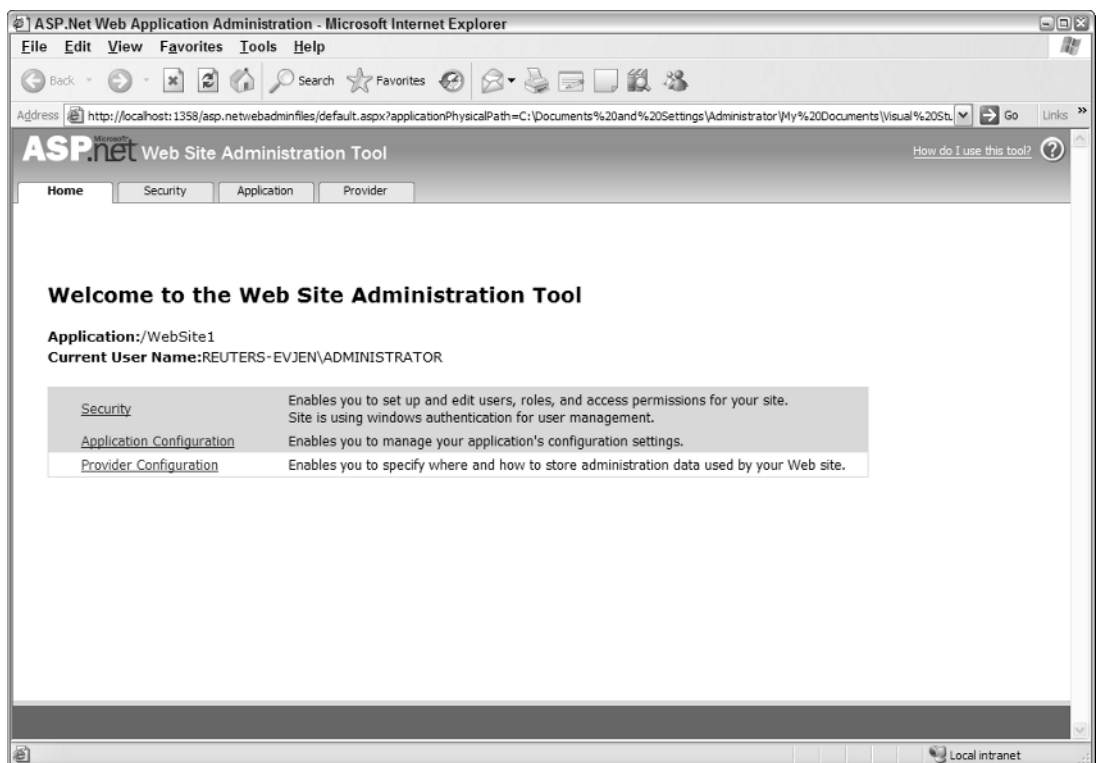 ASP.Net Web Application Administration - Microsoft Internet Explorer
File Edit View Favorites Tools Help
Back Search Favorites
Address http://localhost:1358/asp.netwebadminfiles/default.aspx?applicationPhysicalPath=C:\Documents%20and%20Settings\Administrator\My%20Documents\Visual%20Stu Go Links »
Microsoft
ASP.net Web Site Administration Tool How do I use this tool? ?
Home Security Application Provider
Welcome to the Web Site Administration Tool
Application:/WebSite1
Current User Name:REUTERS-EVJEN\ADMINISTRATOR
Security Enables you to set up and edit users, roles, and access permissions for your site.
Site is using windows authentication for user management.
Application Configuration Enables you to manage your application's configuration settings.
Provider Configuration Enables you to specify where and how to store administration data used by your Web site.
Local intranet